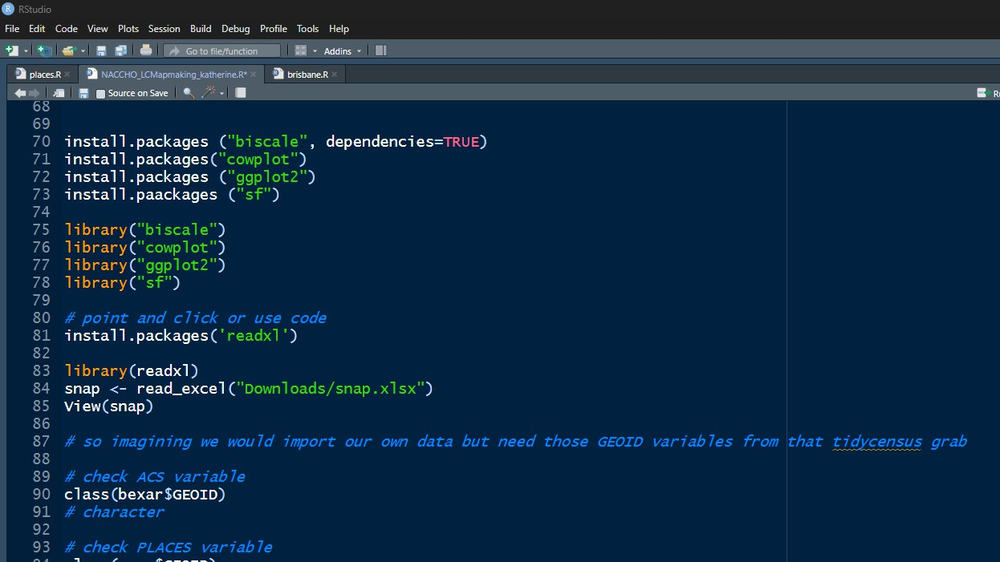 RStudio
File Edit Code View Plots Session Build Debug Profile Tools Help
Go to file/function Addins
places.R NACCHO_LCMapmaking_katherine.R* brisbane.R
Source on Save
68
69
70 install.packages ("biscale", dependencies=TRUE)
71 install.packages("cowplot")
72 install.packages ("ggplot2")
73 install.paackages ("sf")
74
75 library("biscale")
76 library("cowplot")
77 library("ggplot2")
78 library("sf")
79
80 # point and click or use code
81 install.packages('readxl')
82
83 library(readxl)
84 snap <- read_excel("Downloads/snap.xlsx")
85 View(snap)
86
87 # so imagining we would import our own data but need those GEOID variables from that tidycensus grab
88
89 # check ACS variable
90 class(bexar$GEOID)
91 # character
92
93 # check PLACES variable